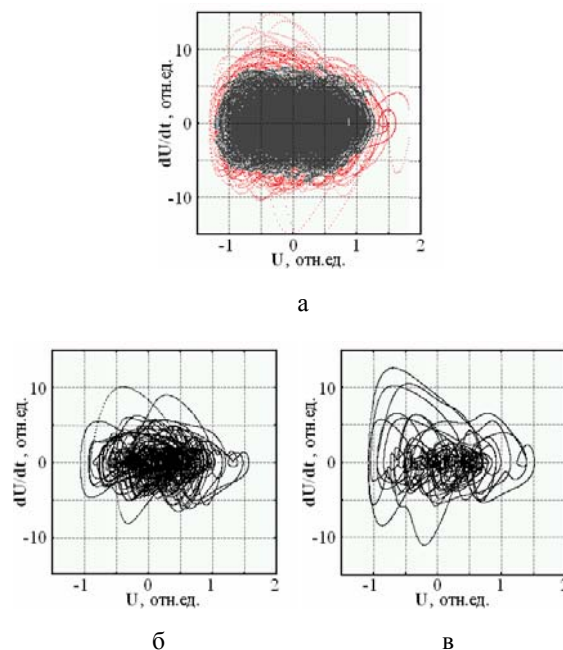 10
0
-10
dU/dt , отн.ед.
-1 0 1 2
U, отн.ед.
а
10
0
-10
dU/dt , отн.ед.
-1 0 1 2
U, отн.ед.
б
10
0
-10
dU/dt , отн.ед.
-1 0 1 2
U, отн.ед.
в